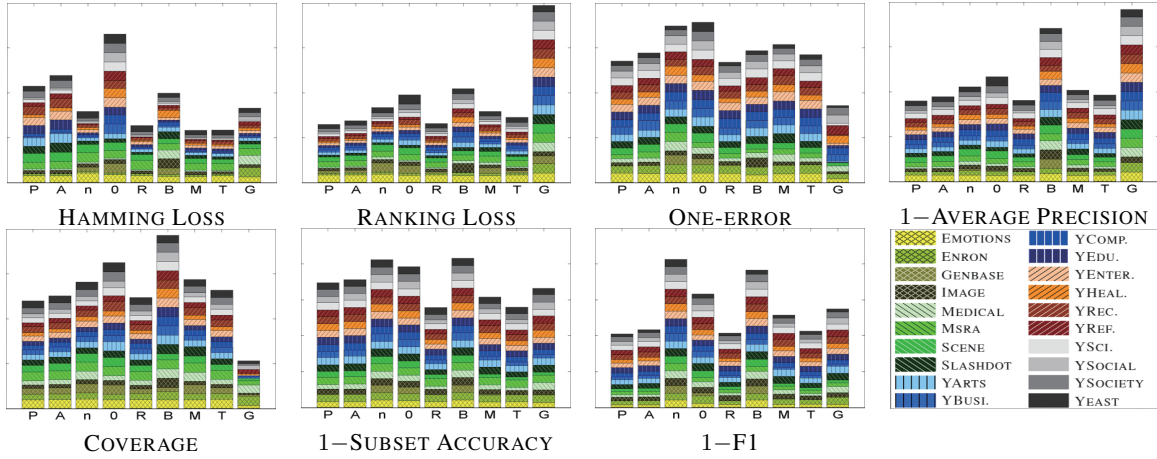 P A n 0 R B M T G
HAMMING LOSS
P A n 0 R B M T G
RANKING LOSS
P A n 0 R B M T G
ONE-ERROR
P A n 0 R B M T G
1−AVERAGE PRECISION
P A n 0 R B M T G
COVERAGE
P A n 0 R B M T G
1−SUBSET ACCURACY
P A n 0 R B M T G
1−F1
EMOTIONS
ENRON
GENBASE
IMAGE
MEDICAL
MSRA
SCENE
SLASHDOT
YARTS
YBUSI.
YCOMP.
YEDU.
YENTER.
YHEAL.
YREC.
YREF.
YSCI.
YSOCIAL
YSOCIETY
YEAST